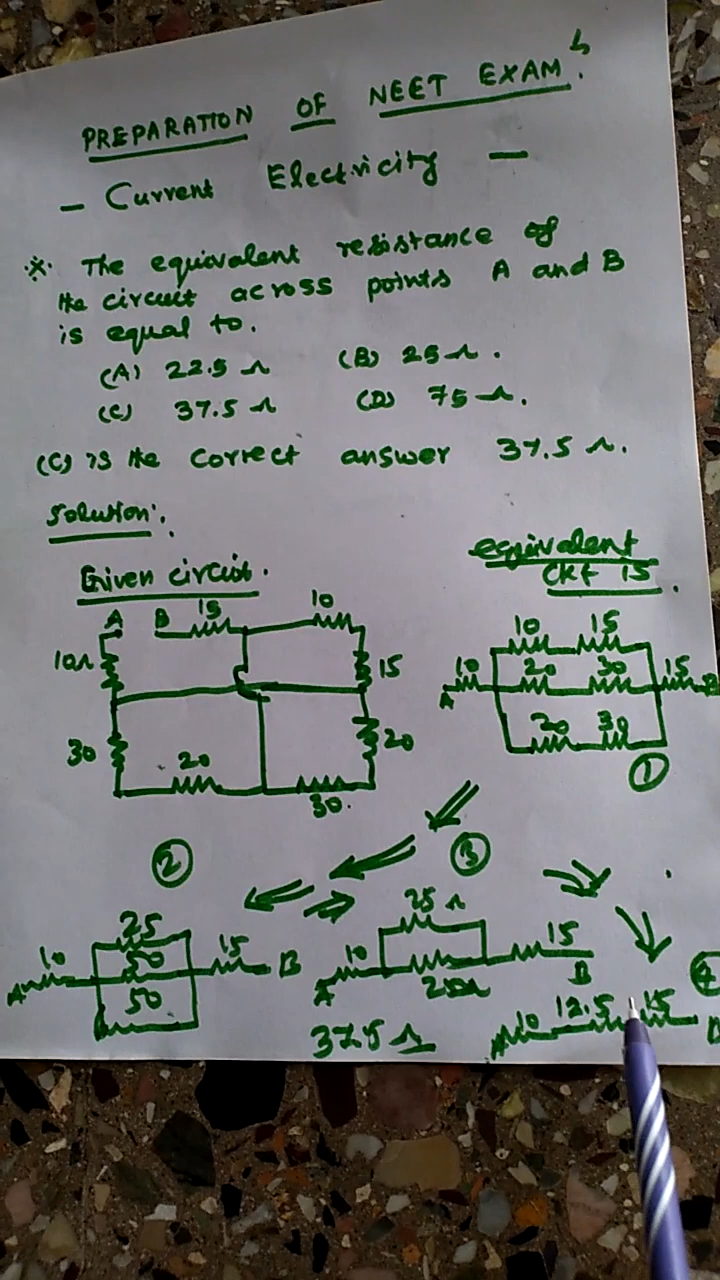 PREPARATION OF NEET EXAM
- Current Electricity -
The equivalent resistance of
the circuit across points A and B
is equal to.
(A) 22.5 Ω (B) 25 Ω.
(C) 37.5 Ω (D) 75 Ω.
(C) is the correct answer 37.5 Ω.
Solution:
equivalent
ckt is.
Given circuit.
A B 15 10
10Ω 15
30 20 20
30.
10 15
10 20 30 15
A B
20 30
1
2
3
25
10 50 15
A B
50
25 Ω
10 15
A B
25Ω
4
10 12.5 15
37.5 Ω